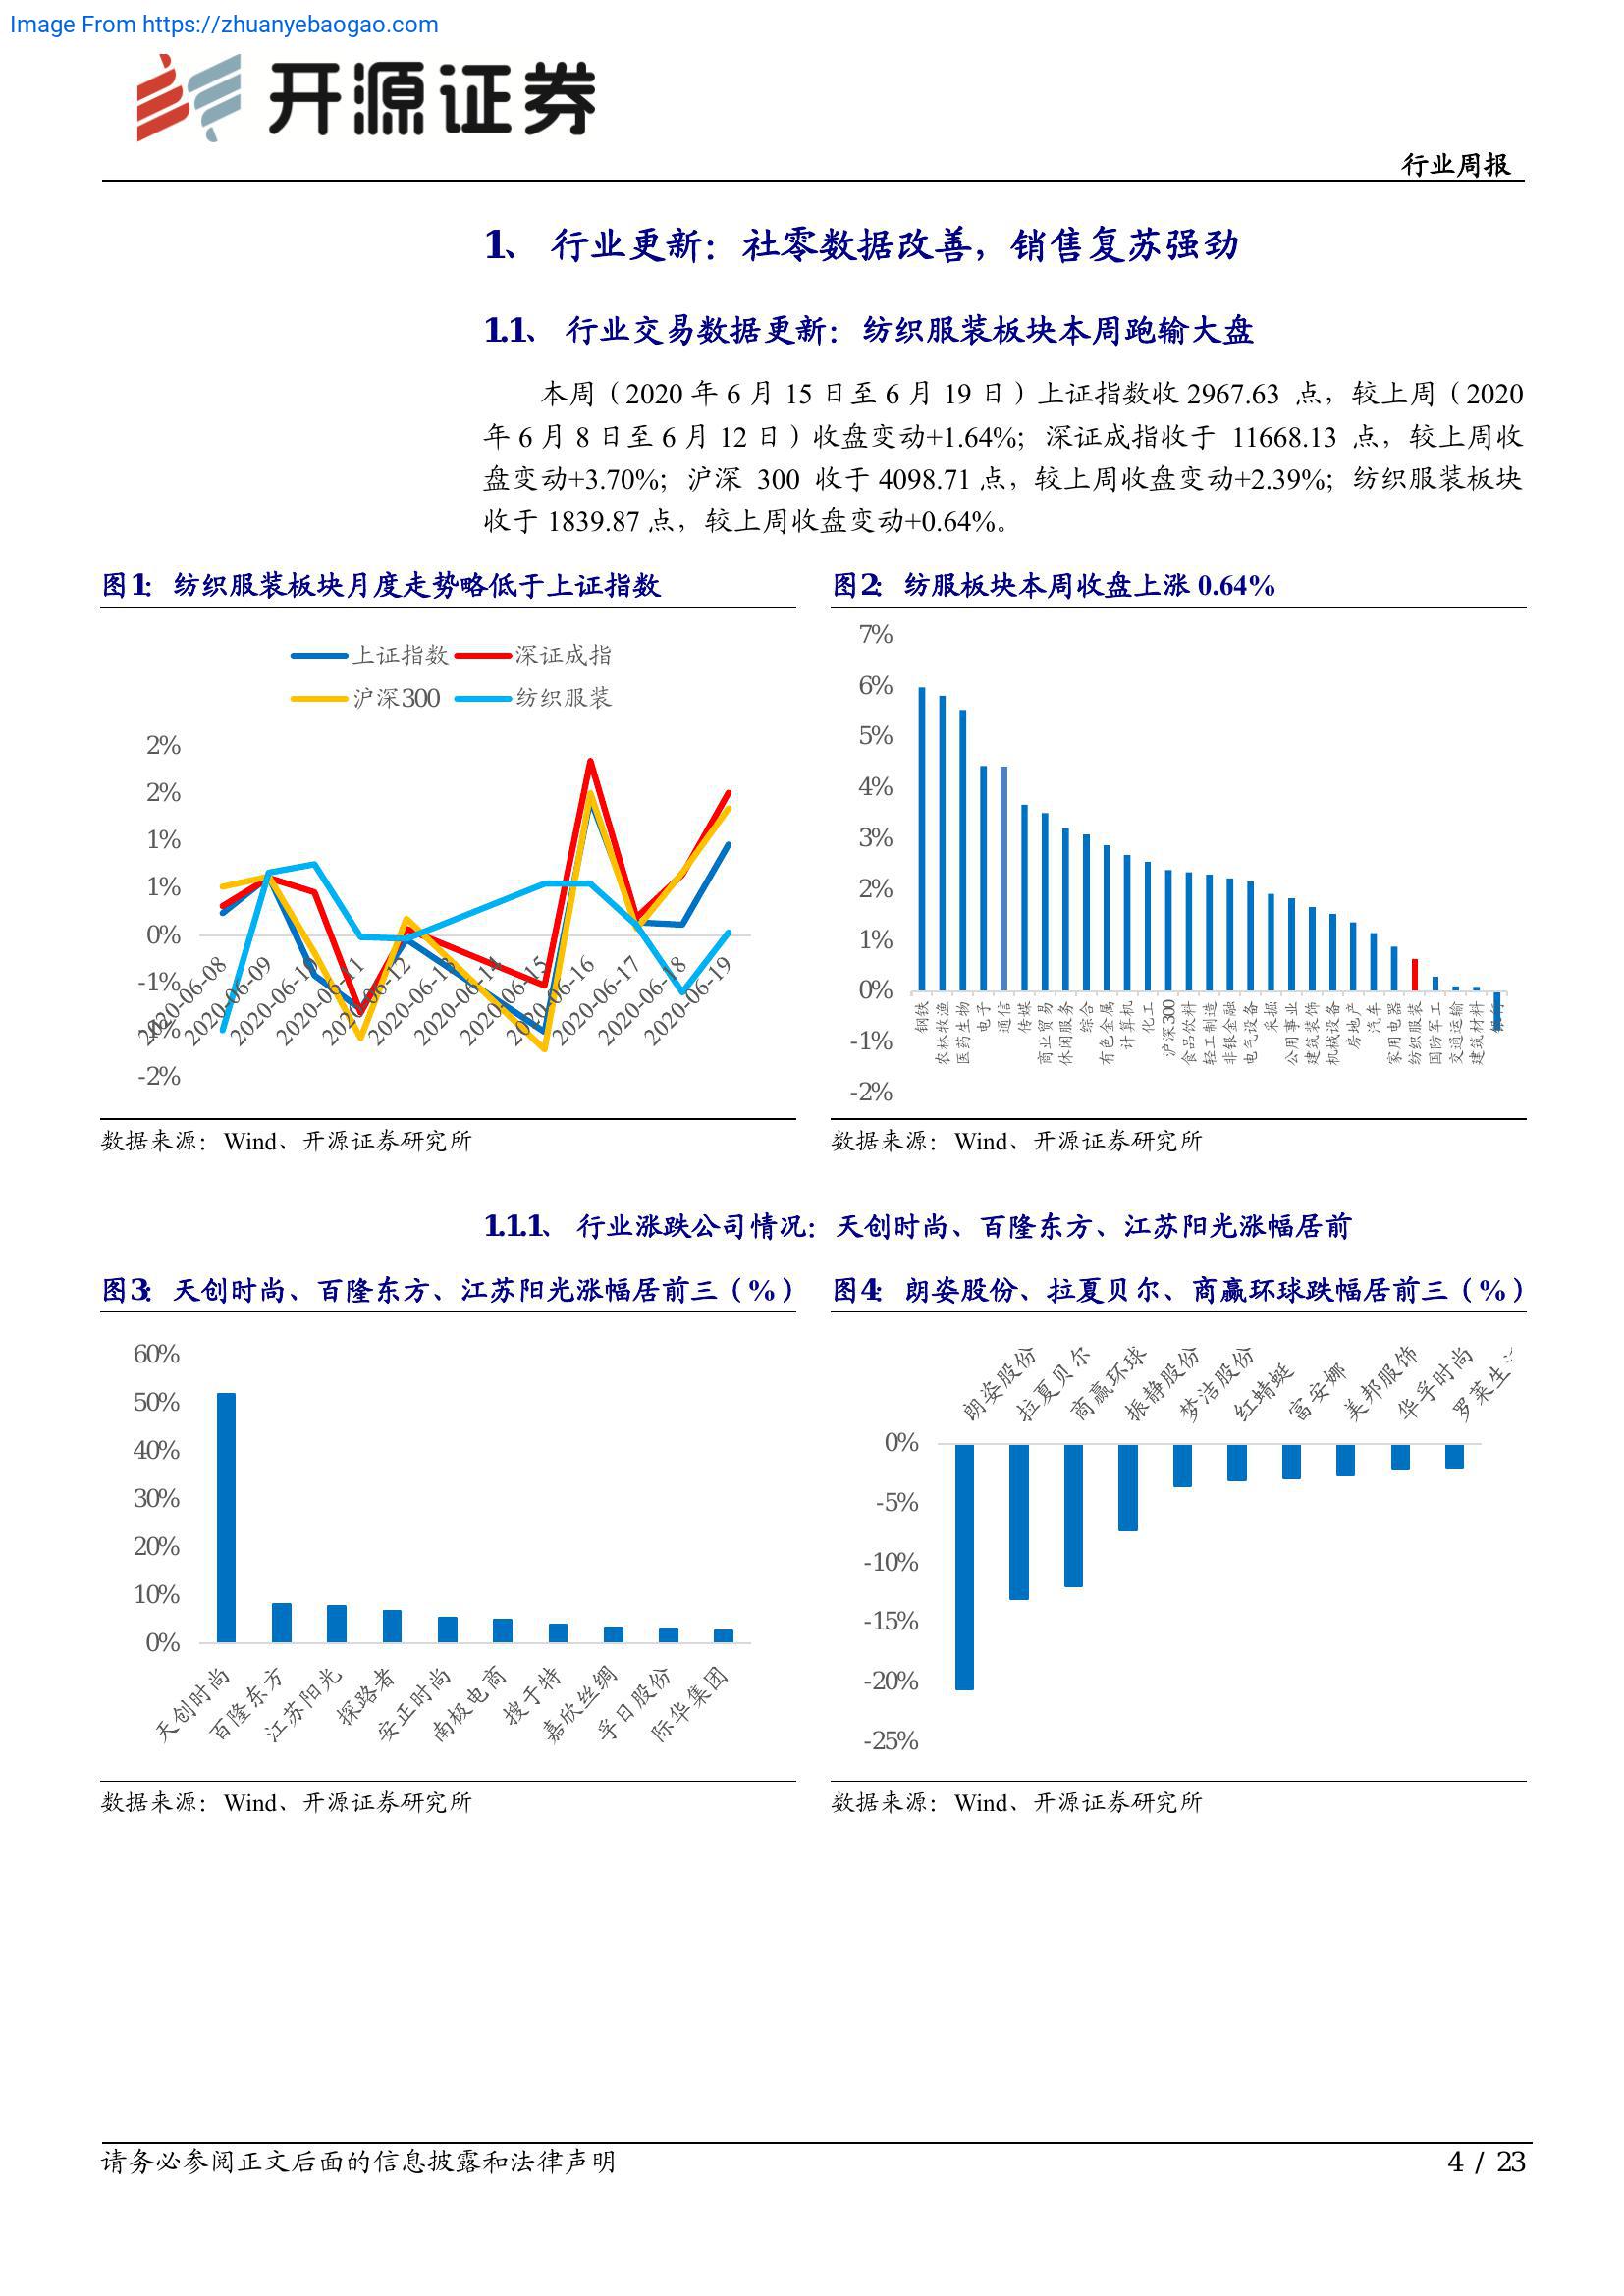 Image From https://zhuanyebaogao.com
开源证券
行业周报
1、 行业更新：社零数据改善，销售复苏强劲
1.1、 行业交易数据更新：纺织服装板块本周跑输大盘
本周（2020 年 6 月 15 日至 6 月 19 日）上证指数收 2967.63 点，较上周（2020
年 6 月 8 日至 6 月 12 日）收盘变动+1.64%；深证成指收于 11668.13 点，较上周收
盘变动+3.70%；沪深 300 收于 4098.71 点，较上周收盘变动+2.39%；纺织服装板块
收于 1839.87 点，较上周收盘变动+0.64%。
图1：纺织服装板块月度走势略低于上证指数
上证指数 深证成指
沪深300 纺织服装
2%
2%
1%
1%
0%
-1%
-2%
2020-06-08
2020-06-09
2020-06-10
2020-06-11
2020-06-12
2020-06-13
2020-06-14
2020-06-15
2020-06-16
2020-06-17
2020-06-18
2020-06-19
数据来源：Wind、开源证券研究所
图2：纺服板块本周收盘上涨 0.64%
7%
6%
5%
4%
3%
2%
1%
0%
-1%
-2%
钢铁
农林牧渔
医药生物
电子
通信
传媒
商业贸易
休闲服务
综合
有色金属
计算机
化工
沪深300
食品饮料
轻工制造
非银金融
电气设备
采掘
公用事业
建筑装饰
机械设备
房地产
汽车
家用电器
纺织服装
国防军工
交通运输
建筑材料
银行
数据来源：Wind、开源证券研究所
1.1.1、 行业涨跌公司情况：天创时尚、百隆东方、江苏阳光涨幅居前
图3：天创时尚、百隆东方、江苏阳光涨幅居前三（%）
60%
50%
40%
30%
20%
10%
0%
天创时尚
百隆东方
江苏阳光
探路者
安正时尚
南极电商
搜于特
嘉欣丝绸
孚日股份
际华集团
数据来源：Wind、开源证券研究所
图4：朗姿股份、拉夏贝尔、商赢环球跌幅居前三（%）
朗姿股份
拉夏贝尔
商赢环球
振静股份
梦洁股份
红蜻蜓
富安娜
美邦服饰
华孚时尚
罗莱生
0%
-5%
-10%
-15%
-20%
-25%
数据来源：Wind、开源证券研究所
请务必参阅正文后面的信息披露和法律声明
4 / 23